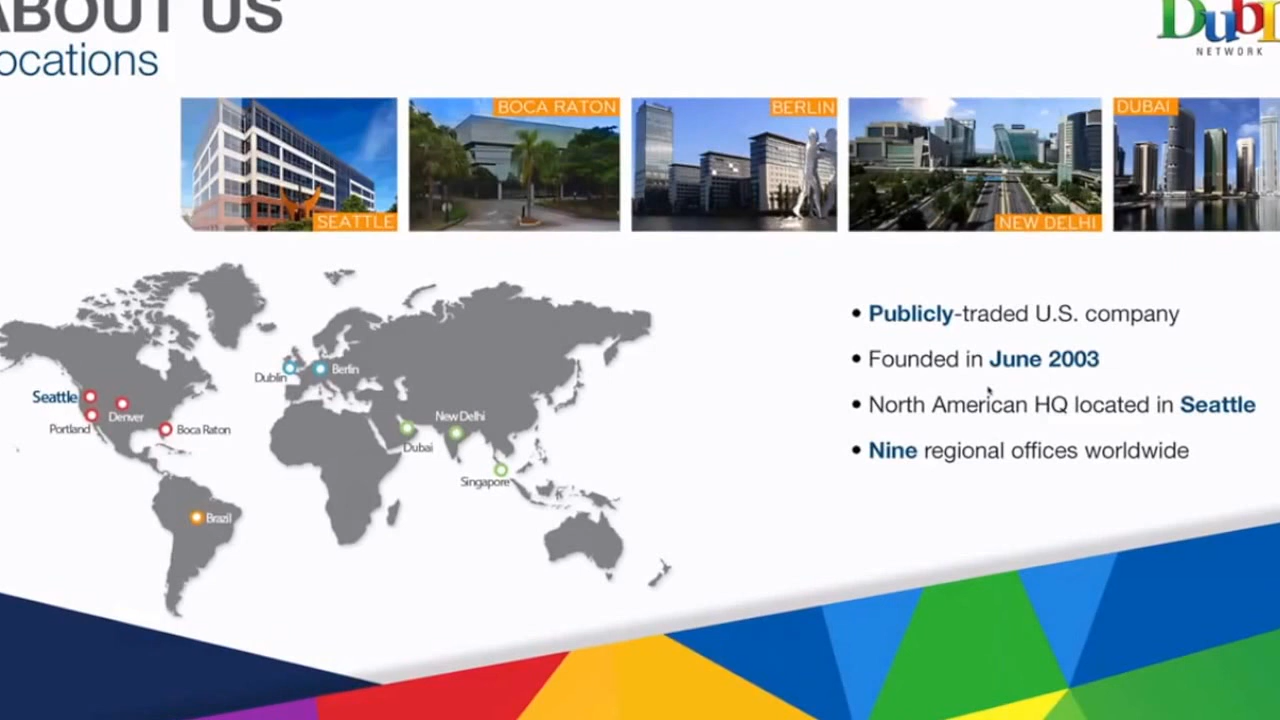 ABOUT US
ocations
DubL
NETWORK
SEATTLE
BOCA RATON
BERLIN
NEW DELHI
DUBAI
• Publicly-traded U.S. company
• Founded in June 2003
• North American HQ located in Seattle
• Nine regional offices worldwide
Seattle
Portland
Denver
Boca Raton
Dublin
Berlin
Dubai
New Delhi
Singapore
Brazil